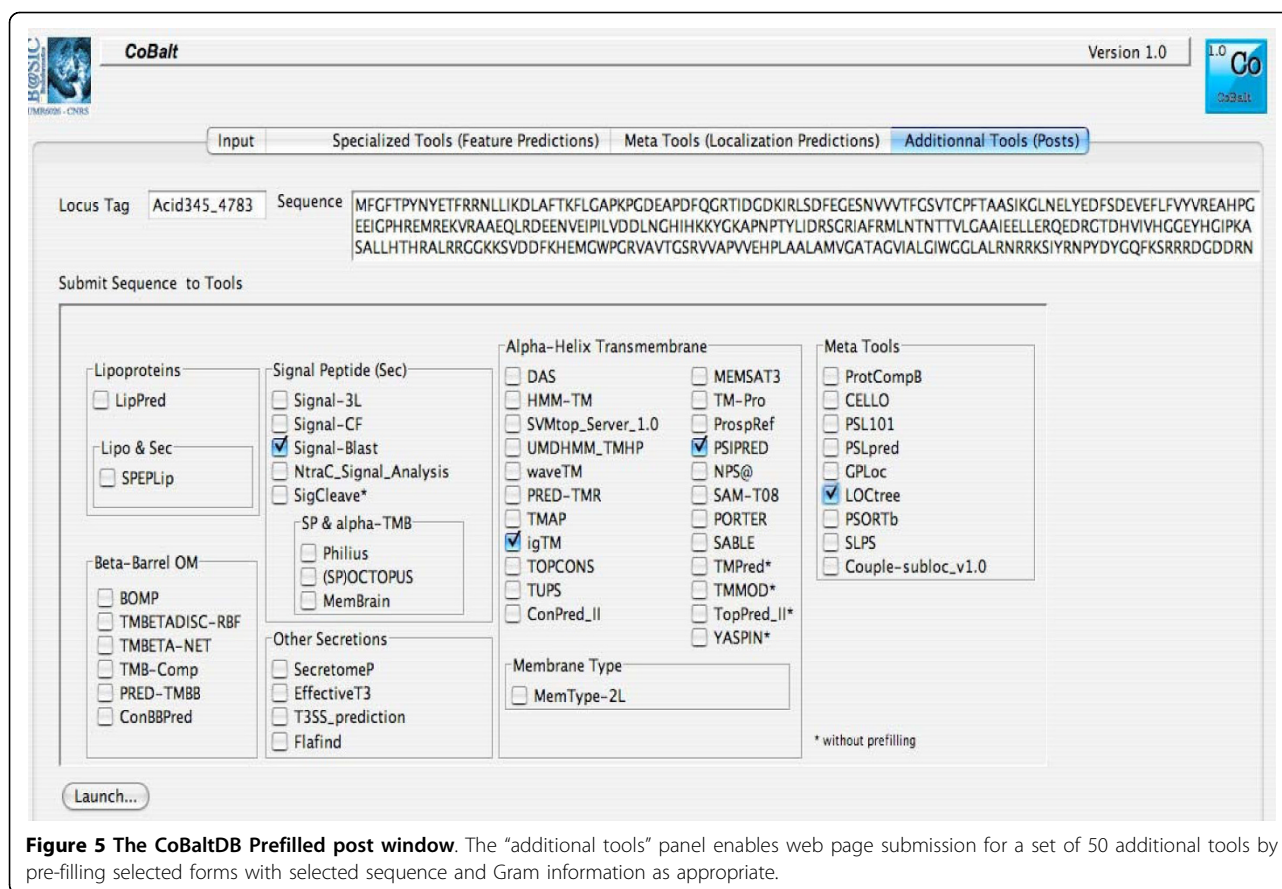 B@SIC
UMR6026 - CNRS
CoBalt
Version 1.0
1.0 Co
CoBalt
Input
Specialized Tools (Feature Predictions)
Meta Tools (Localization Predictions)
Additionnal Tools (Posts)
Locus Tag
Acid345_4783
Sequence
MFGFTPYNYETFRRNLLIKDLAFTKFLGAPKPGDEAPDFQGRTIDGDKIRLSDFEGESNVVVTFGSVTCPFTAASIKGLNELYEDFSDEVEFLFVYVREAHPG
EEIGPHREMREKVRAAEQLRDEENVEIPILVDDLNGHIHKKYGKAPNPTYLIDRSGRIAFRMLNTNTTVLGAAIEELLERQEDRGTDHVIVHGGEYHGIPKA
SALLHTHRALRRGGKKSVDDFKHEMGWPGRVAVTGSRVVAPVVEHPLAALAMVGATAGVIALGIWGGLALRNRRKSIYRNPYDYGQFKSRRRDGDDRN
Submit Sequence to Tools
Lipoproteins
LipPred
Lipo & Sec
SPEPLip
Beta-Barrel OM
BOMP
TMBETADISC-RBF
TMBETA-NET
TMB-Comp
PRED-TMBB
ConBBPred
Signal Peptide (Sec)
Signal-3L
Signal-CF
Signal-Blast
NtraC_Signal_Analysis
SigCleave*
SP & alpha-TMB
Philius
(SP)OCTOPUS
MemBrain
Other Secretions
SecretomeP
EffectiveT3
T3SS_prediction
Flafind
Alpha-Helix Transmembrane
DAS
HMM-TM
SVMtop_Server_1.0
UMDHMM_TMHP
waveTM
PRED-TMR
TMAP
igTM
TOPCONS
TUPS
ConPred_II
MEMSAT3
TM-Pro
ProspRef
PSIPRED
NPS@
SAM-T08
PORTER
SABLE
TMPred*
TMMOD*
TopPred_II*
YASPIN*
Membrane Type
MemType-2L
Meta Tools
ProtCompB
CELLO
PSL101
PSLpred
GPLoc
LOCtree
PSORTb
SLPS
Couple-subloc_v1.0
* without prefilling
Launch...
Figure 5 The CoBaltDB Prefilled post window. The “additional tools” panel enables web page submission for a set of 50 additional tools by
pre-filling selected forms with selected sequence and Gram information as appropriate.